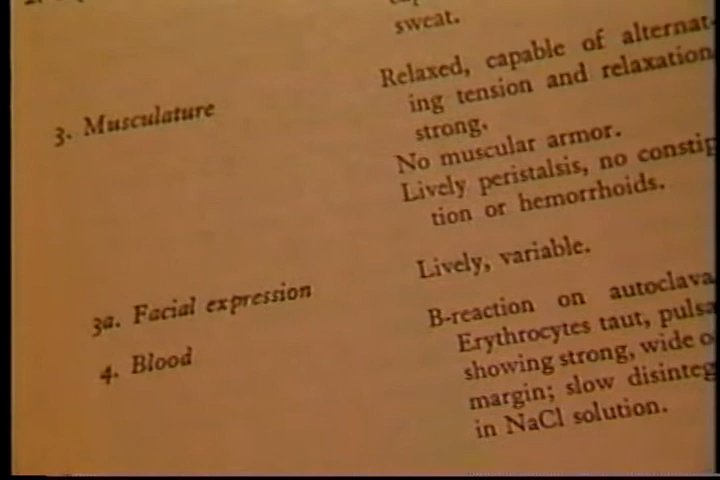 sweat.
3. Musculature
Relaxed, capable of alternat-
ing tension and relaxation,
strong.
No muscular armor.
Lively peristalsis, no constip
tion or hemorrhoids.
3a. Facial expression
Lively, variable.
4. Blood
B-reaction on autoclava
Erythrocytes taut, pulsa
showing strong, wide o
margin; slow disinteg
in NaCl solution.